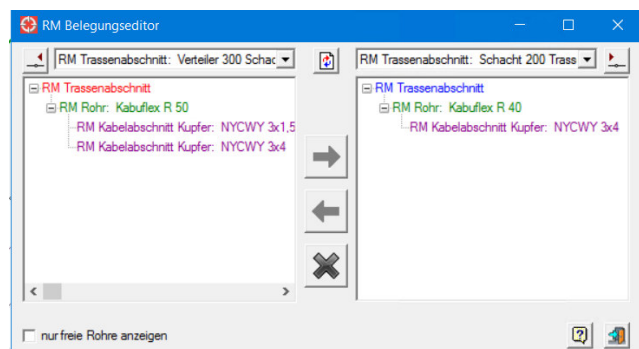 RM Belegungseditor
RM Trassenabschnitt: Verteiler 300 Schac
RM Trassenabschnitt: Schacht 200 Trass
RM Trassenabschnitt
RM Rohr: Kabuflex R 50
RM Kabelabschnitt Kupfer: NYCWY 3x1,5
RM Kabelabschnitt Kupfer: NYCWY 3x4
RM Trassenabschnitt
RM Rohr: Kabuflex R 40
RM Kabelabschnitt Kupfer: NYCWY 3x4
nur freie Rohre anzeigen